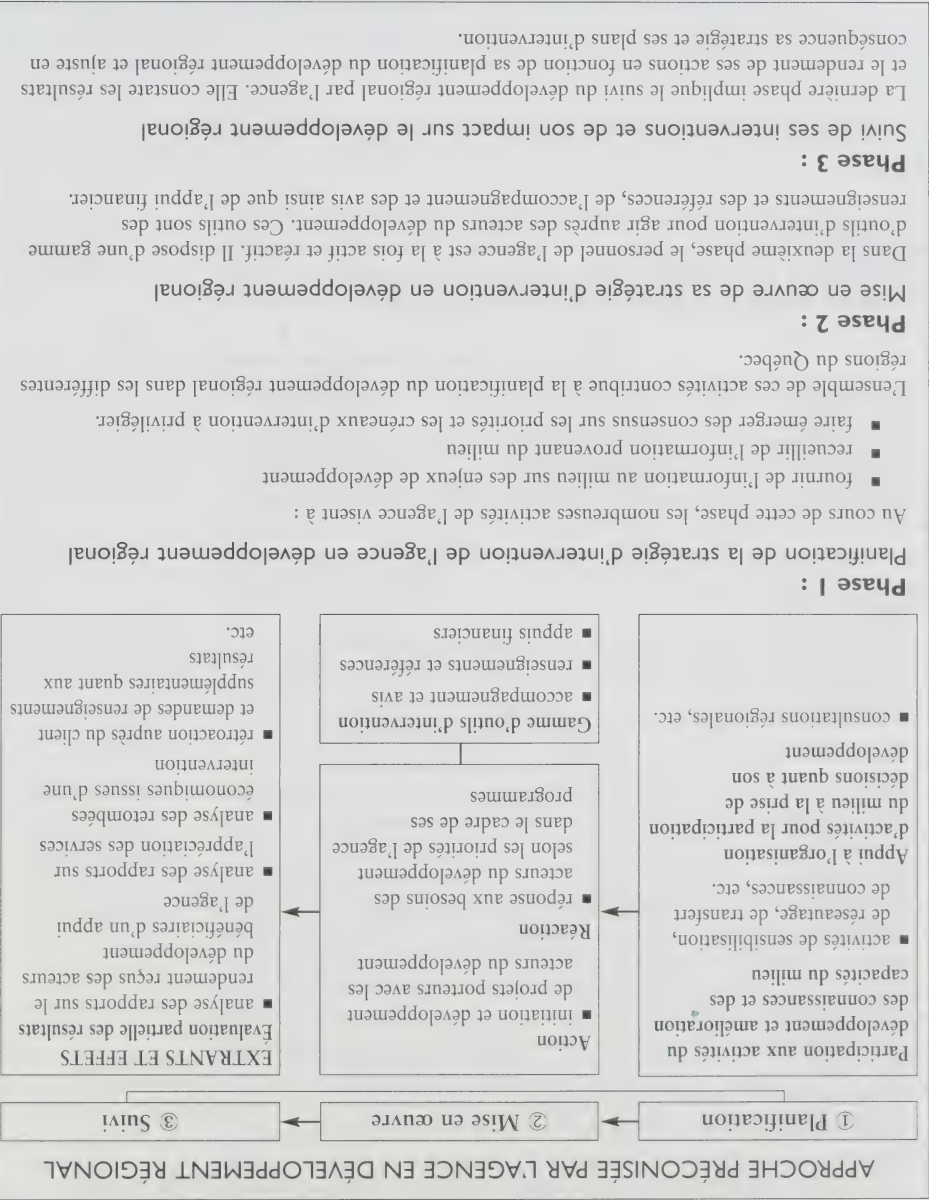 APPROCHE PRÉCONISÉE PAR L'AGENCE EN DÉVELOPPEMENT RÉGIONAL
① Planification
② Mise en œuvre
③ Suivi
Participation aux activités du
développement et amélioration
des connaissances et des
capacités du milieu
■ activités de sensibilisation,
de réseautage, de transfert
de connaissances, etc.
Appui à l'organisation
d'activités pour la participation
du milieu à la prise de
décisions quant à son
développement
■ consultations régionales, etc.
Action
■ initiation et développement
de projets porteurs avec les
acteurs du développement
Réaction
■ réponse aux besoins des
acteurs du développement
selon les priorités de l'agence
dans le cadre de ses
programmes
Gamme d'outils d'intervention
■ accompagnement et avis
■ renseignements et références
■ appuis financiers
EXTRANTS ET EFFETS
Évaluation partielle des résultats
■ analyse des rapports sur le
rendement reçus des acteurs
du développement
bénéficiaires d'un appui
de l'agence
■ analyse des rapports sur
l'appréciation des services
■ analyse des retombées
économiques issues d'une
intervention
■ rétroaction auprès du client
et demandes de renseignements
supplémentaires quant aux
résultats
etc.
Phase 1 :
Planification de la stratégie d'intervention de l'agence en développement régional
Au cours de cette phase, les nombreuses activités de l'agence visent à :
■ fournir de l'information au milieu sur des enjeux de développement
■ recueillir de l'information provenant du milieu
■ faire émerger des consensus sur les priorités et les créneaux d'intervention à privilégier.
L'ensemble de ces activités contribue à la planification du développement régional dans les différentes
régions du Québec.
Phase 2 :
Mise en œuvre de sa stratégie d'intervention en développement régional
Dans la deuxième phase, le personnel de l'agence est à la fois actif et réactif. Il dispose d'une gamme
d'outils d'intervention pour agir auprès des acteurs du développement. Ces outils sont des
renseignements et des références, de l'accompagnement et des avis ainsi que de l'appui financier.
Phase 3 :
Suivi de ses interventions et de son impact sur le développement régional
La dernière phase implique le suivi du développement régional par l'agence. Elle constate les résultats
et le rendement de ses actions en fonction de sa planification du développement régional et ajuste en
conséquence sa stratégie et ses plans d'intervention.